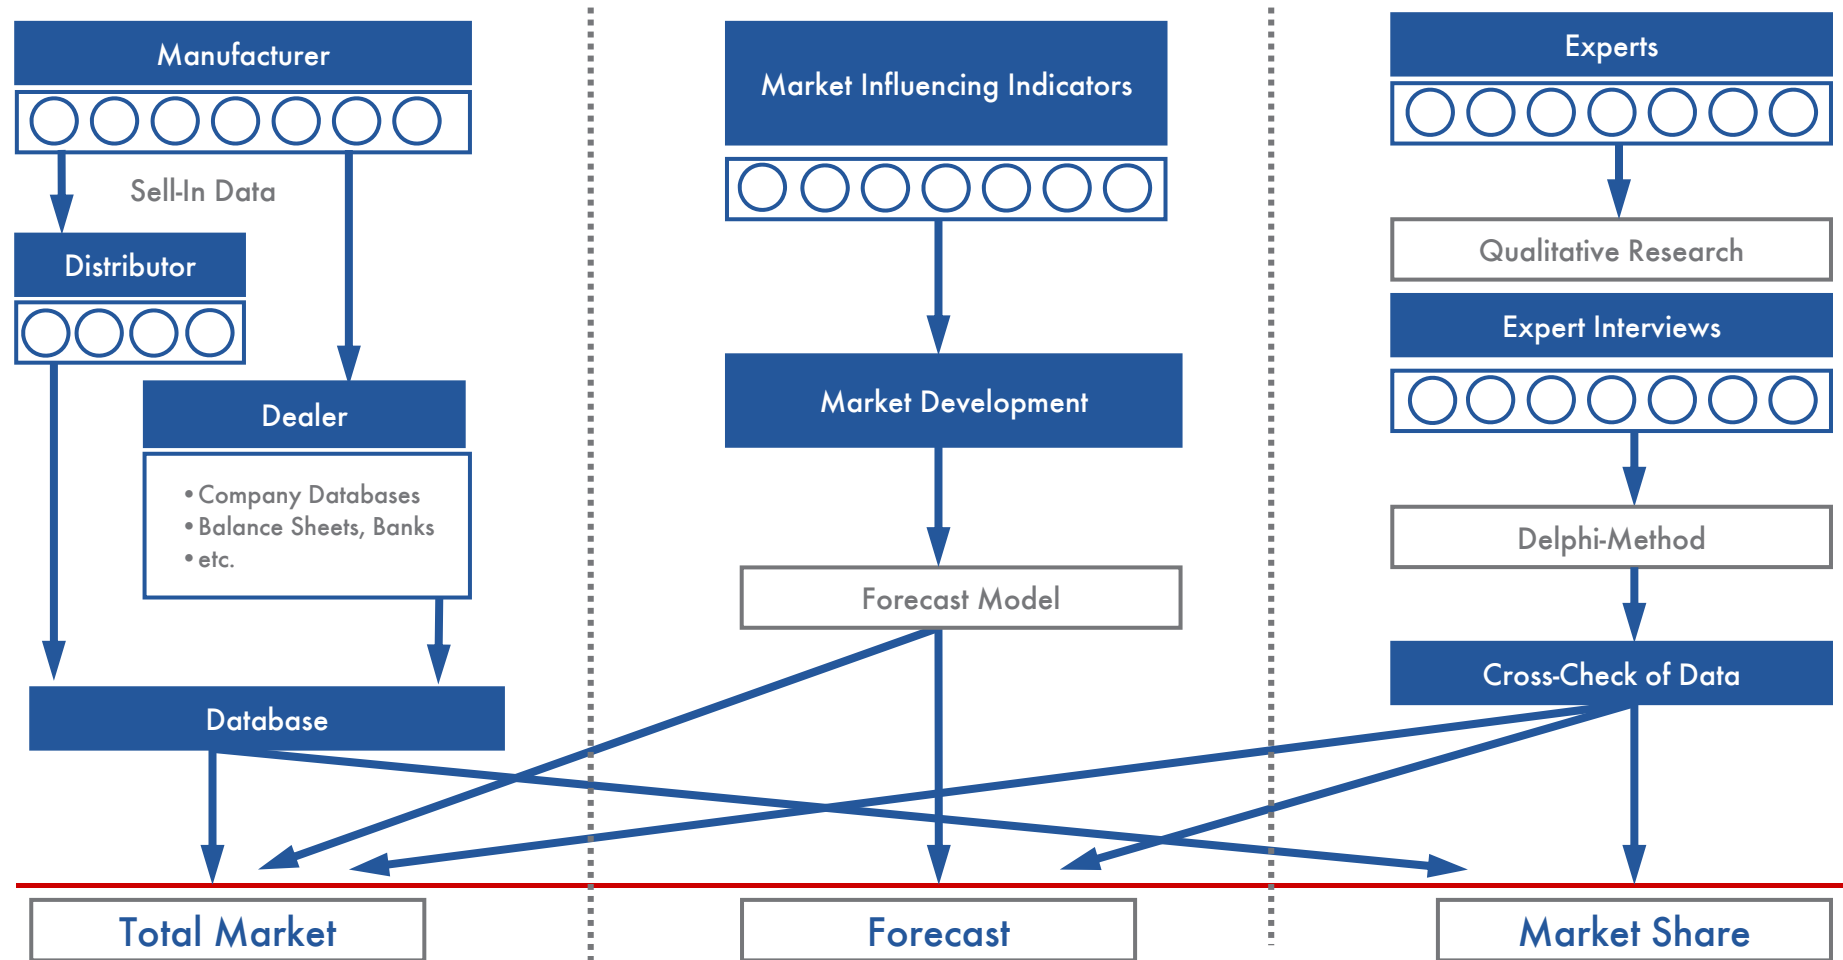 Manufacturer
Sell-In Data
Distributor
Dealer
• Company Databases
• Balance Sheets, Banks
• etc.
Database
Total Market
Market Influencing Indicators
Market Development
Forecast Model
Forecast
Experts
Qualitative Research
Expert Interviews
Delphi-Method
Cross-Check of Data
Market Share